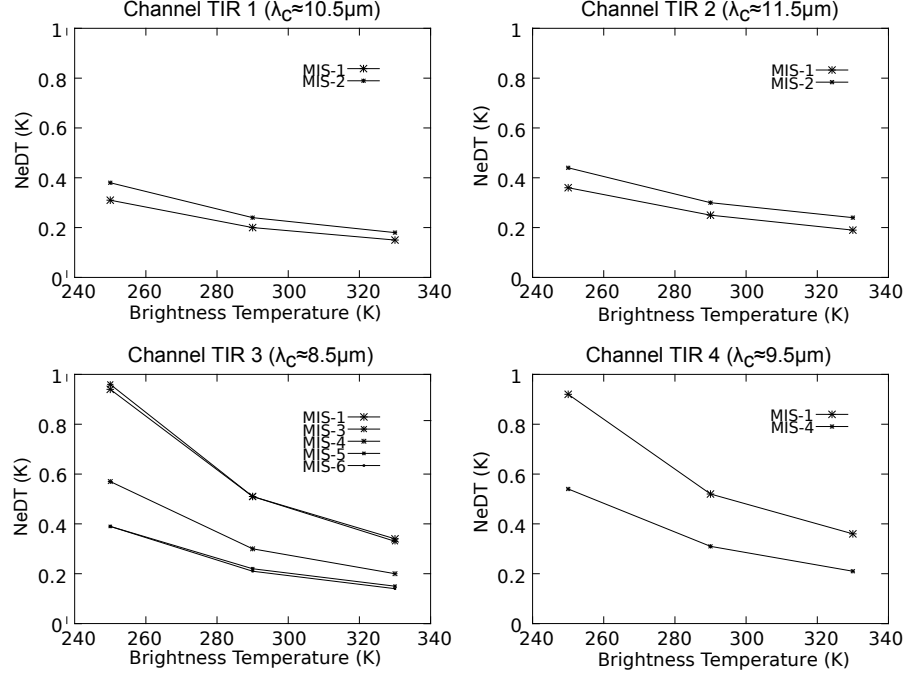 Channel TIR 1 (λC≈10.5μm)
1
0.8
0.6
0.4
0.2
0
NeDT (K)
MIS-1
MIS-2
240 260 280 300 320 340
Brightness Temperature (K)
Channel TIR 2 (λC≈11.5μm)
1
0.8
0.6
0.4
0.2
0
NeDT (K)
MIS-1
MIS-2
240 260 280 300 320 340
Brightness Temperature (K)
Channel TIR 3 (λC≈8.5μm)
1
0.8
0.6
0.4
0.2
0
NeDT (K)
MIS-1
MIS-3
MIS-4
MIS-5
MIS-6
240 260 280 300 320 340
Brightness Temperature (K)
Channel TIR 4 (λC≈9.5μm)
1
0.8
0.6
0.4
0.2
0
NeDT (K)
MIS-1
MIS-4
240 260 280 300 320 340
Brightness Temperature (K)